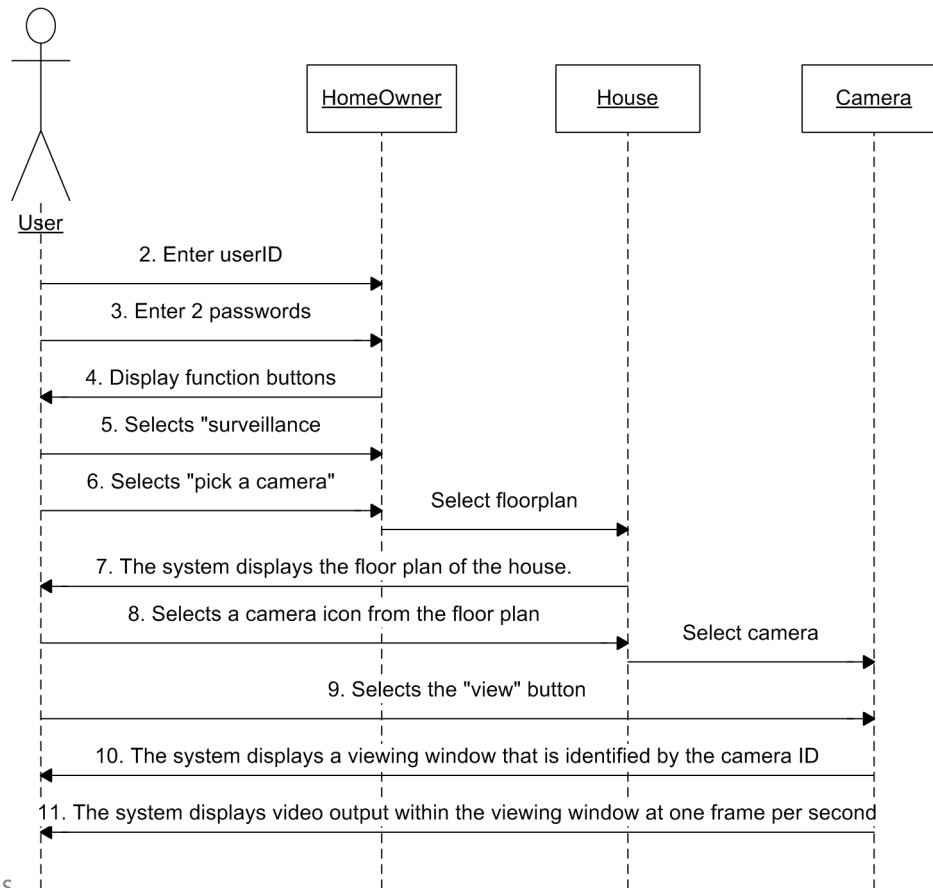 HomeOwner
House
Camera
User
2. Enter userID
3. Enter 2 passwords
4. Display function buttons
5. Selects "surveillance
6. Selects "pick a camera"
Select floorplan
7. The system displays the floor plan of the house.
8. Selects a camera icon from the floor plan
Select camera
9. Selects the "view" button
10. The system displays a viewing window that is identified by the camera ID
11. The system displays video output within the viewing window at one frame per second
s